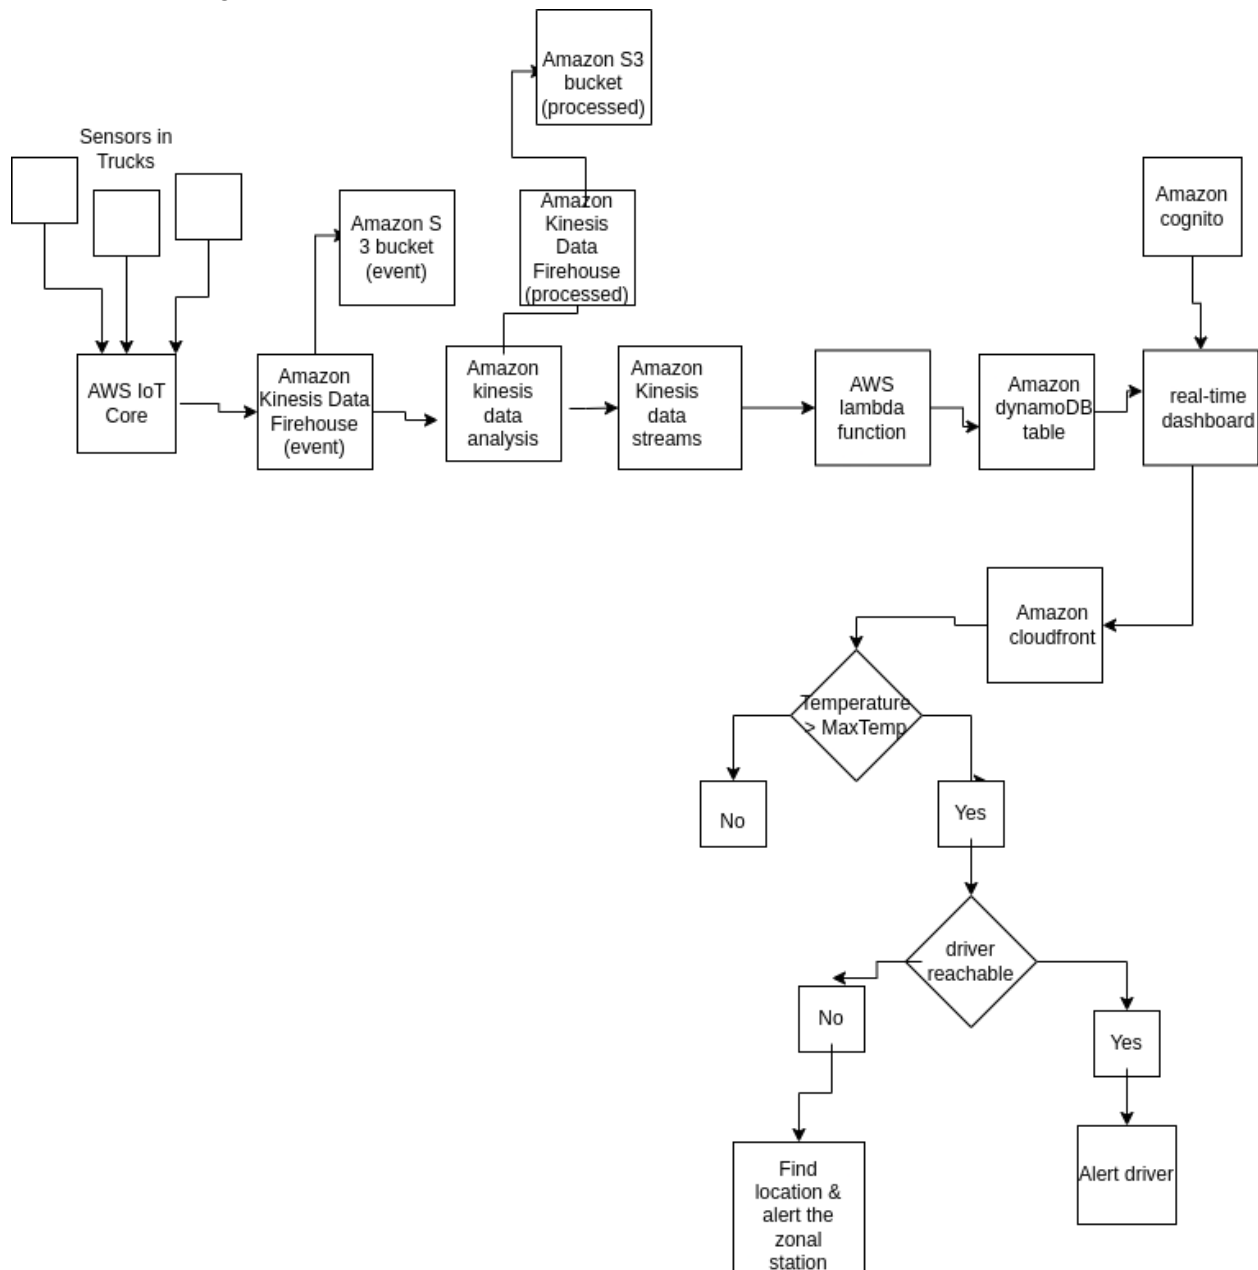 Amazon S3
bucket
(processed)
Sensors in
Trucks
Amazon S
3 bucket
(event)
Amazon
Kinesis
Data
Firehouse
(processed)
Amazon
cognito
AWS IoT
Core
Amazon
Kinesis Data
Firehouse
(event)
Amazon
kinesis
data
analysis
Amazon
Kinesis
data
streams
AWS
lambda
function
Amazon
dynamoDB
table
real-time
dashboard
Amazon
cloudfront
Temperature
> MaxTemp
No
Yes
driver
reachable
No
Yes
Find
location &
alert the
zonal
station
Alert driver